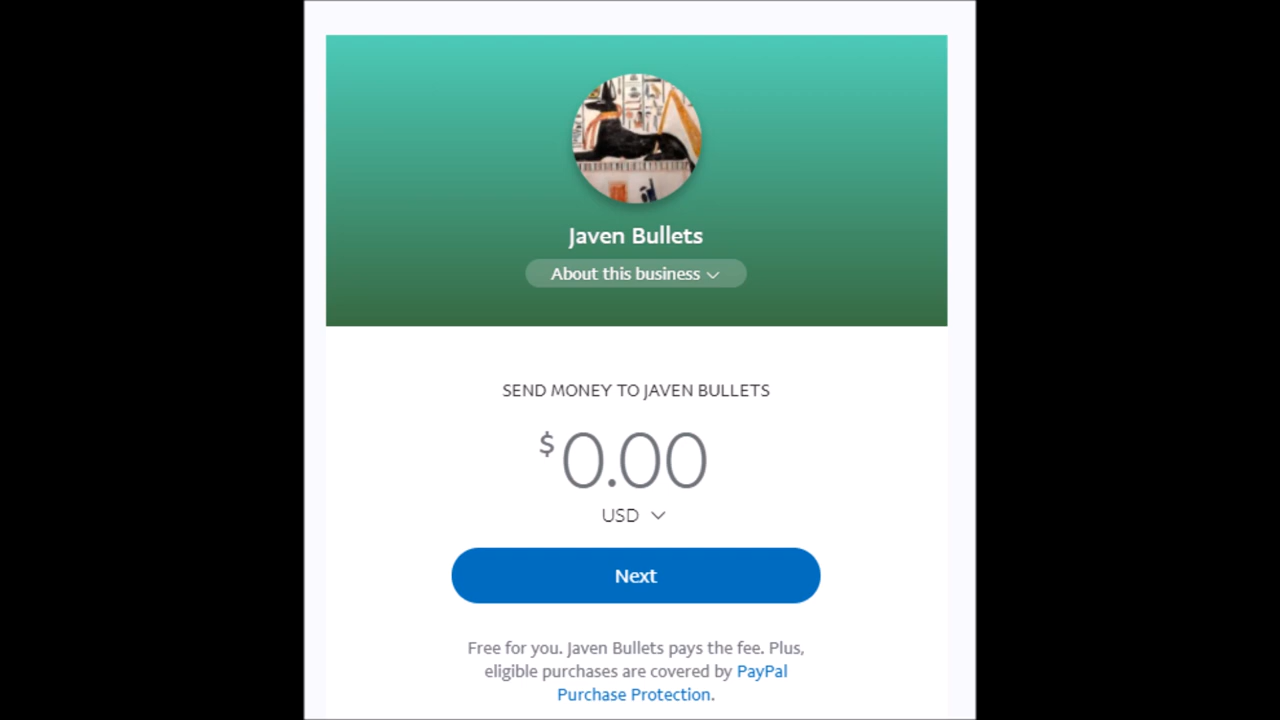 Javen Bullets
About this business
SEND MONEY TO JAVEN BULLETS
$0.00
USD
Next
Free for you. Javen Bullets pays the fee. Plus,
eligible purchases are covered by PayPal
Purchase Protection.